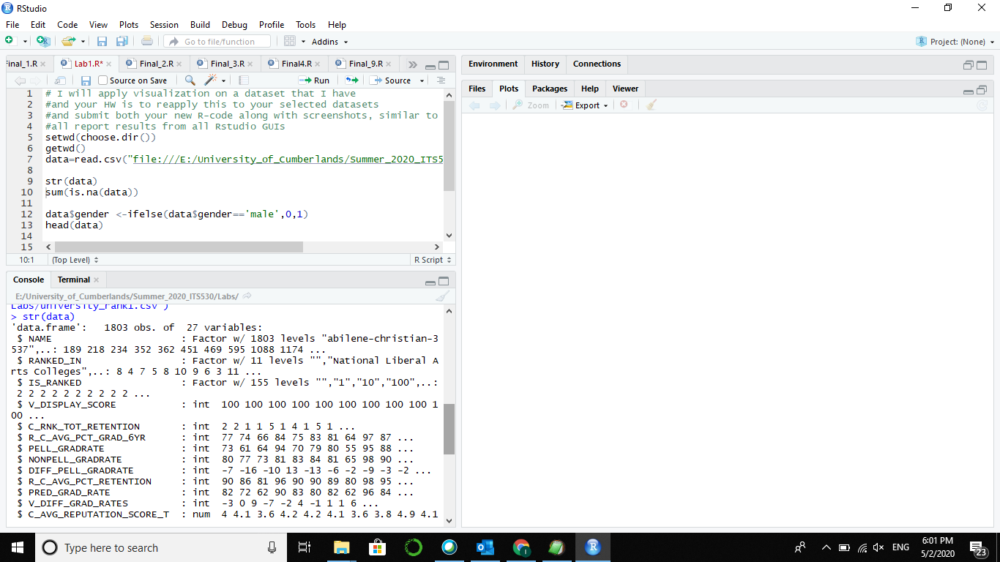 RStudio
File Edit Code View Plots Session Build Debug Profile Tools Help
Go to file/function Addins Project: (None)
Final_1.R Lab1.R* Final_2.R Final_3.R Final4.R Final_9.R
Source on Save Run Source
1 # I will apply visualization on a dataset that I have
2 #and your HW is to reapply this to your selected datasets
3 #and submit both your new R-code along with screenshots, similar to
4 #all report results from all Rstudio GUIs
5 setwd(choose.dir())
6 getwd()
7 data=read.csv("file:///E:/University_of_Cumberlands/Summer_2020_ITS5
8
9 str(data)
10 sum(is.na(data))
11
12 data$gender <-ifelse(data$gender=='male',0,1)
13 head(data)
14
15
10:1 (Top Level) R Script
Console Terminal
E:/University_of_Cumberlands/Summer_2020_ITS530/Labs/
Labs/university_rank1.csv")
> str(data)
'data.frame': 1803 obs. of 27 variables:
$ NAME : Factor w/ 1803 levels "abilene-christian-3
537",..: 189 218 234 352 362 451 469 595 1088 1174 ...
$ RANKED_IN : Factor w/ 11 levels "","National Liberal A
rts Colleges",..: 8 4 7 5 8 10 9 6 3 11 ...
$ IS_RANKED : Factor w/ 155 levels "","1","10","100",..:
2 2 2 2 2 2 2 2 2 2 ...
$ V_DISPLAY_SCORE : int 100 100 100 100 100 100 100 100 100 1
00 ...
$ C_RNK_TOT_RETENTION : int 2 2 1 1 5 1 4 1 5 1 ...
$ R_C_AVG_PCT_GRAD_6YR : int 77 74 66 84 75 83 81 64 97 87 ...
$ PELL_GRADRATE : int 73 61 64 94 70 79 80 55 95 88 ...
$ NONPELL_GRADRATE : int 80 77 73 81 83 84 81 65 98 90 ...
$ DIFF_PELL_GRADRATE : int -7 -16 -10 13 -13 -6 -2 -9 -3 -2 ...
$ R_C_AVG_PCT_RETENTION : int 90 86 81 96 90 90 89 80 98 95 ...
$ PRED_GRAD_RATE : int 82 72 62 90 83 80 82 62 96 84 ...
$ V_DIFF_GRAD_RATES : int -3 0 9 -7 -2 4 -1 1 1 6 ...
$ C_AVG_REPUTATION_SCORE_T : num 4 4.1 3.6 4.2 4.2 4.1 3.6 3.8 4.9 4.1
Environment History Connections
Files Plots Packages Help Viewer
Zoom Export
Type here to search
ENG
6:01 PM
5/2/2020
23